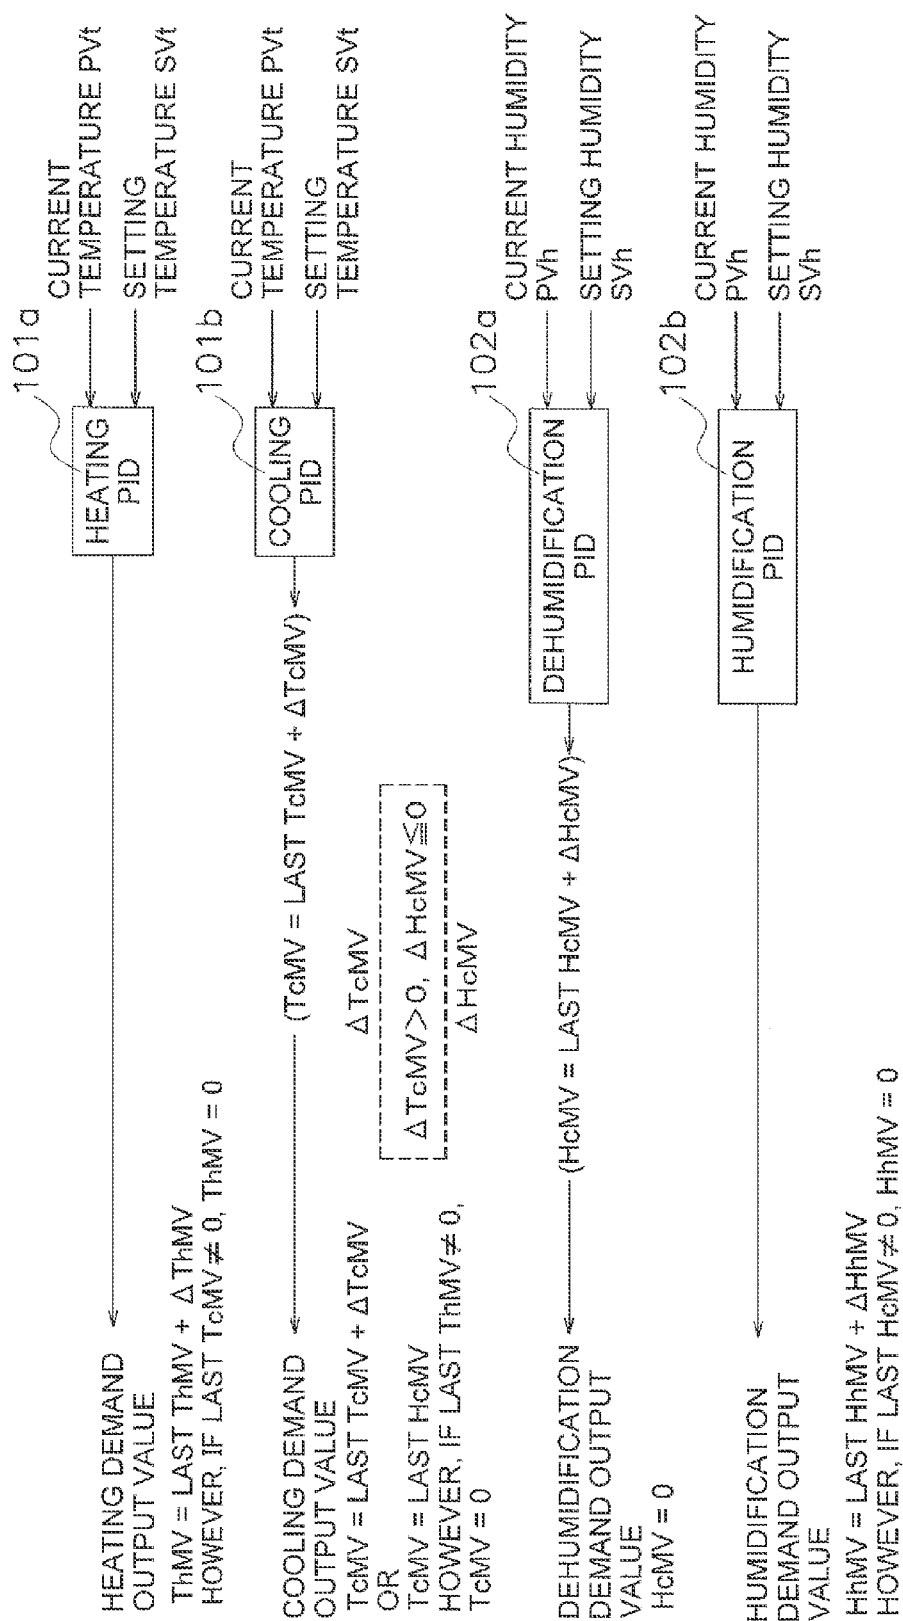 CURRENT
TEMPERATURE PVt
SETTING
TEMPERATURE SVt
101a
HEATING
PID
HEATING DEMAND
OUTPUT VALUE
ThMV = LAST ThMV + ΔThMV
HOWEVER, IF LAST TcMV≠0, ThMV = 0
CURRENT
TEMPERATURE PVt
SETTING
TEMPERATURE SVt
101b
COOLING
PID
(TcMV = LAST TcMV + ΔTcMV)
COOLING DEMAND
OUTPUT VALUE
TcMV = LAST TcMV + ΔTcMV
OR
TcMV = LAST HcMV
HOWEVER, IF LAST ThMV≠0,
TcMV = 0
ΔTcMV
ΔTcMV>0, ΔHcMV≦0
ΔHcMV
CURRENT HUMIDITY
PVh
SETTING HUMIDITY
SVh
102a
DEHUMIDIFICATION
PID
(HcMV = LAST HcMV + ΔHcMV)
DEHUMIDIFICATION
DEMAND OUTPUT
VALUE
HcMV = 0
CURRENT HUMIDITY
PVh
SETTING HUMIDITY
SVh
102b
HUMIDIFICATION
PID
HUMIDIFICATION
DEMAND OUTPUT
VALUE
HhMV = LAST HhMV + ΔHhMV
HOWEVER, IF LAST HcMV≠0, HhMV = 0